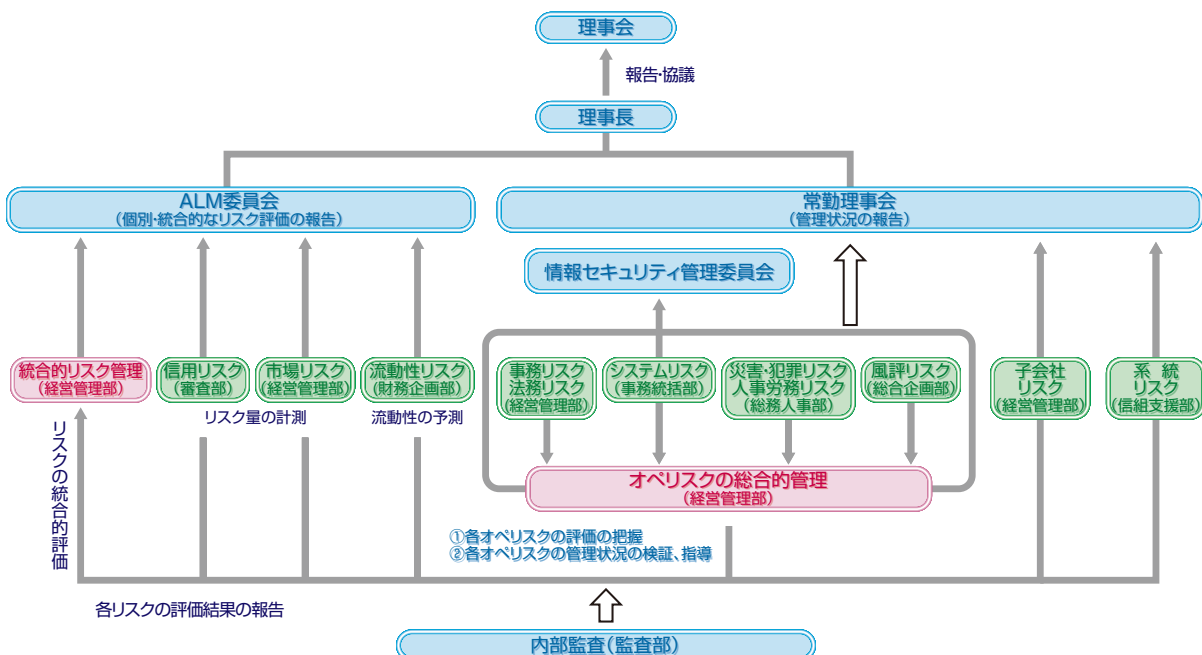 理事会
報告・協議
理事長
ALM委員会
(個別・統合的なリスク評価の報告)
常勤理事会
(管理状況の報告)
情報セキュリティ管理委員会
統合的リスク管理
(経営管理部)
信用リスク
(審査部)
市場リスク
(経営管理部)
流動性リスク
(財務企画部)
事務リスク
法務リスク
(経営管理部)
システムリスク
(事務統括部)
災害・犯罪リスク
人事労務リスク
(総務人事部)
風評リスク
(総合企画部)
子会社
リスク
(経営管理部)
系統
リスク
(信組支援部)
リスク量の計測
流動性の予測
リスクの統合的評価
オペリスクの総合的管理
(経営管理部)
①各オペリスクの評価の把握
②各オペリスクの管理状況の検証、指導
各リスクの評価結果の報告
内部監査(監査部)